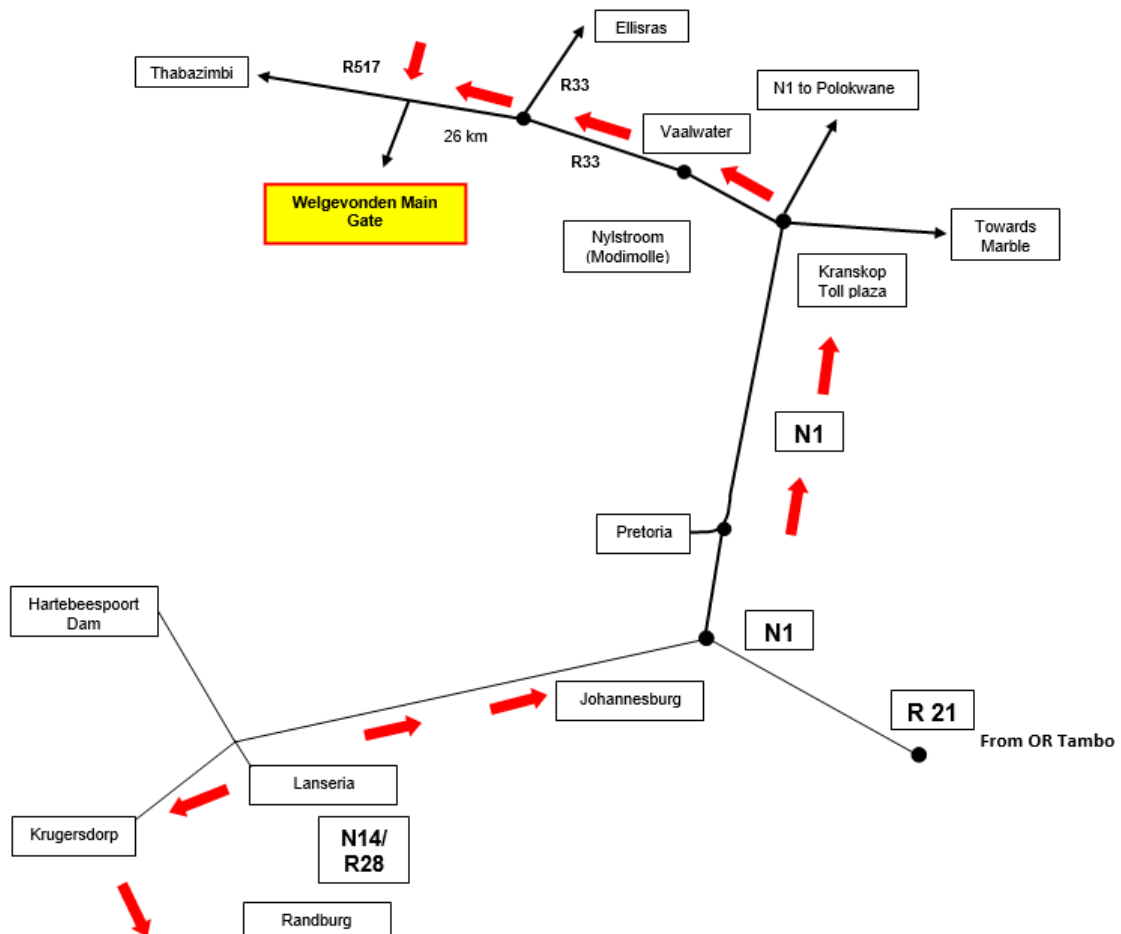 Ellisras
R517
Thabazimbi
R33
N1 to Polokwane
Vaalwater
26 km
R33
Welgevonden Main
Gate
Nylstroom
(Modimolle)
Towards
Marble
Kranskop
Toll plaza
N1
Pretoria
Hartebeespoort
Dam
N1
Johannesburg
R 21
From OR Tambo
Lanseria
Krugersdorp
N14/
R28
Randburg